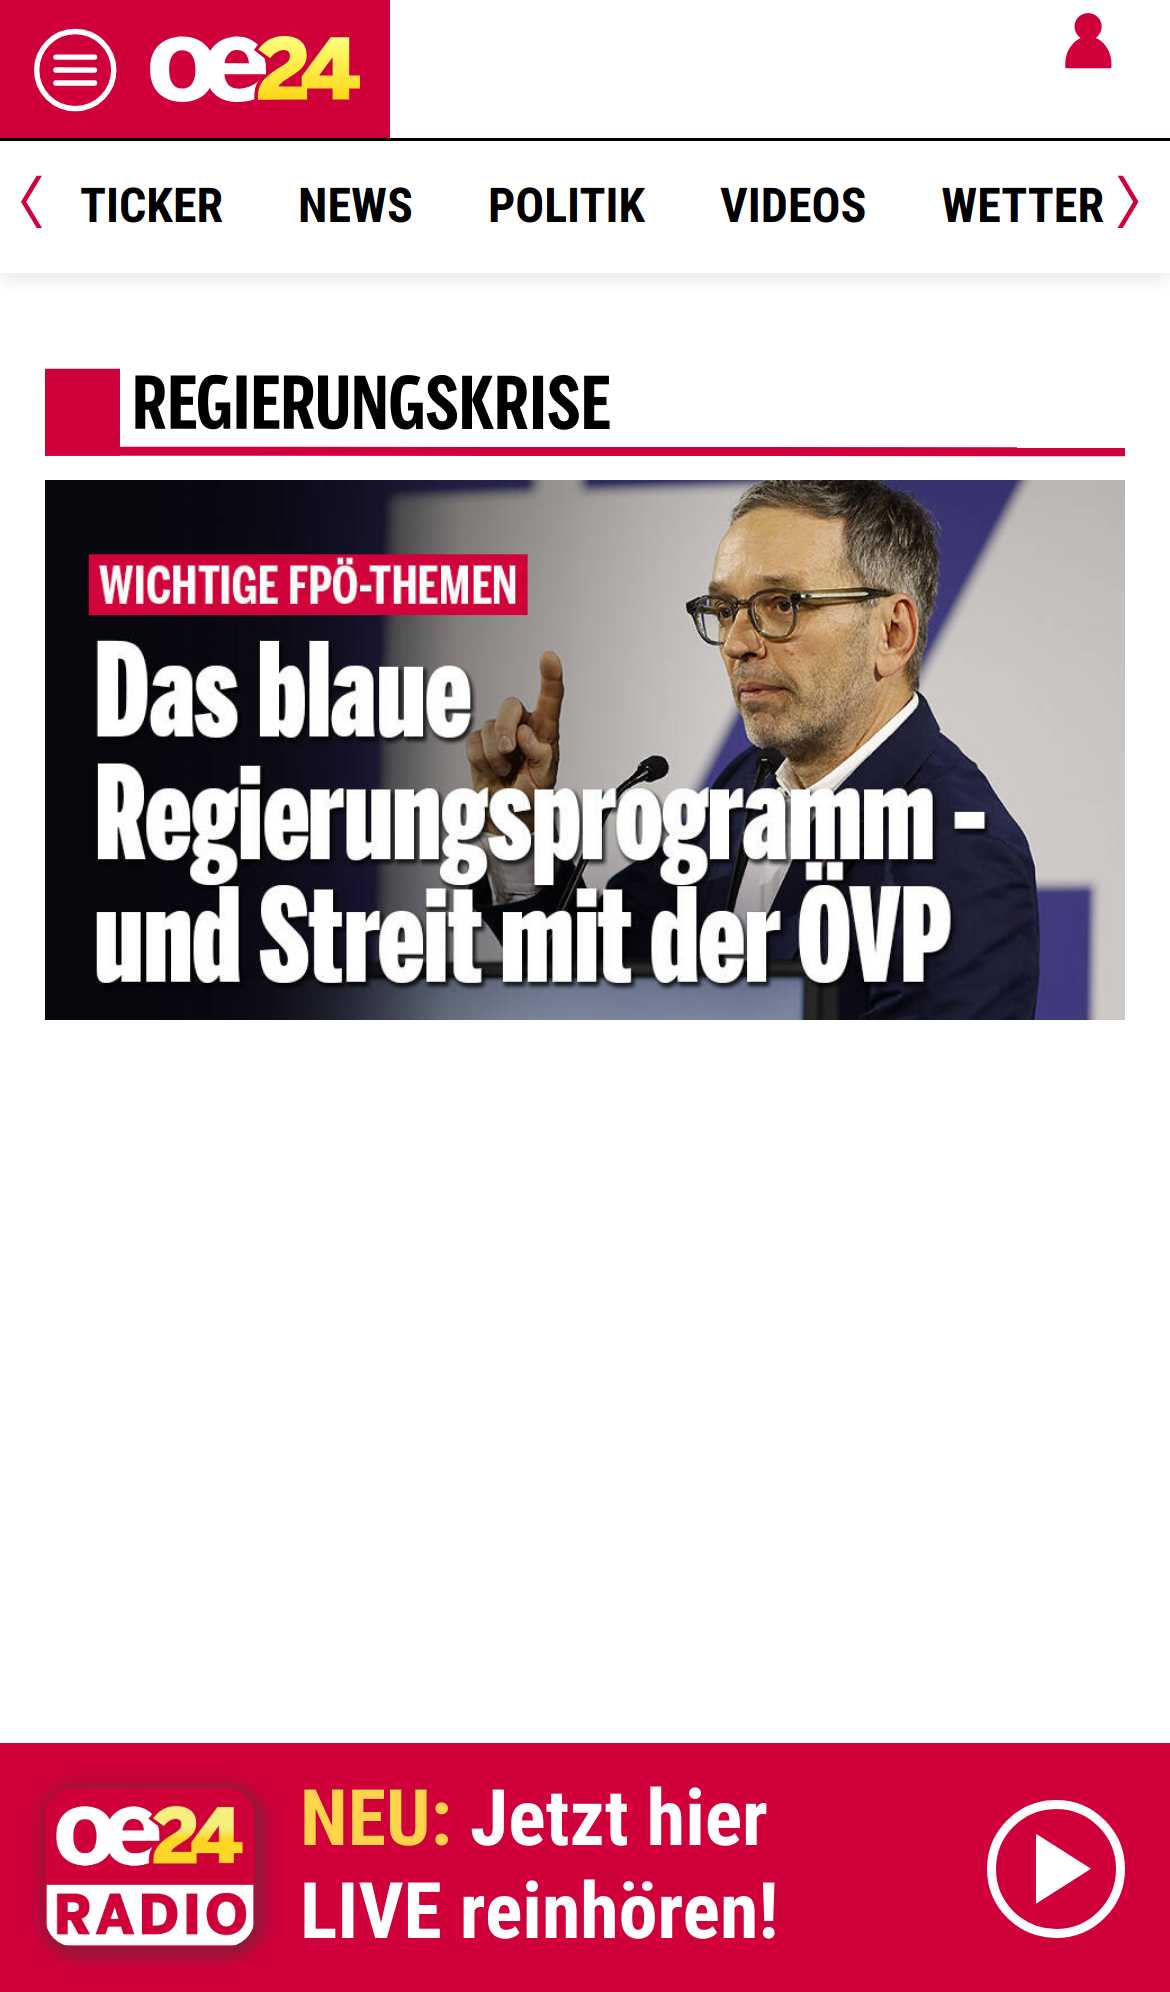 oe24
TICKER NEWS POLITIK VIDEOS WETTER
REGIERUNGSKRISE
WICHTIGE FPÖ-THEMEN
Das blaue
Regierungsprogramm -
und Streit mit der ÖVP
oe24
RADIO
NEU: Jetzt hier
LIVE reinhören!